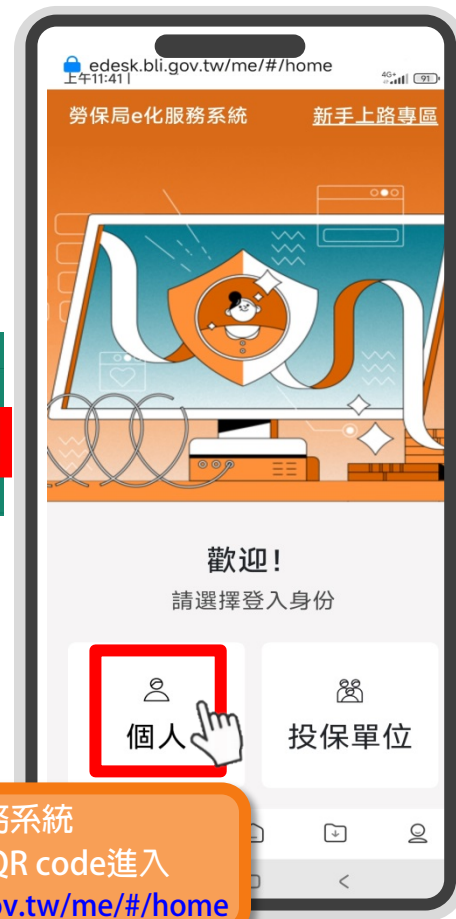 edesk.bli.gov.tw/me/#/home
上午11:41
4G+
91
勞保局e化服務系統
新手上路專區
歡迎!
請選擇登入身份
個人
投保單位
務系統
QR code進入
ov.tw/me/#/home